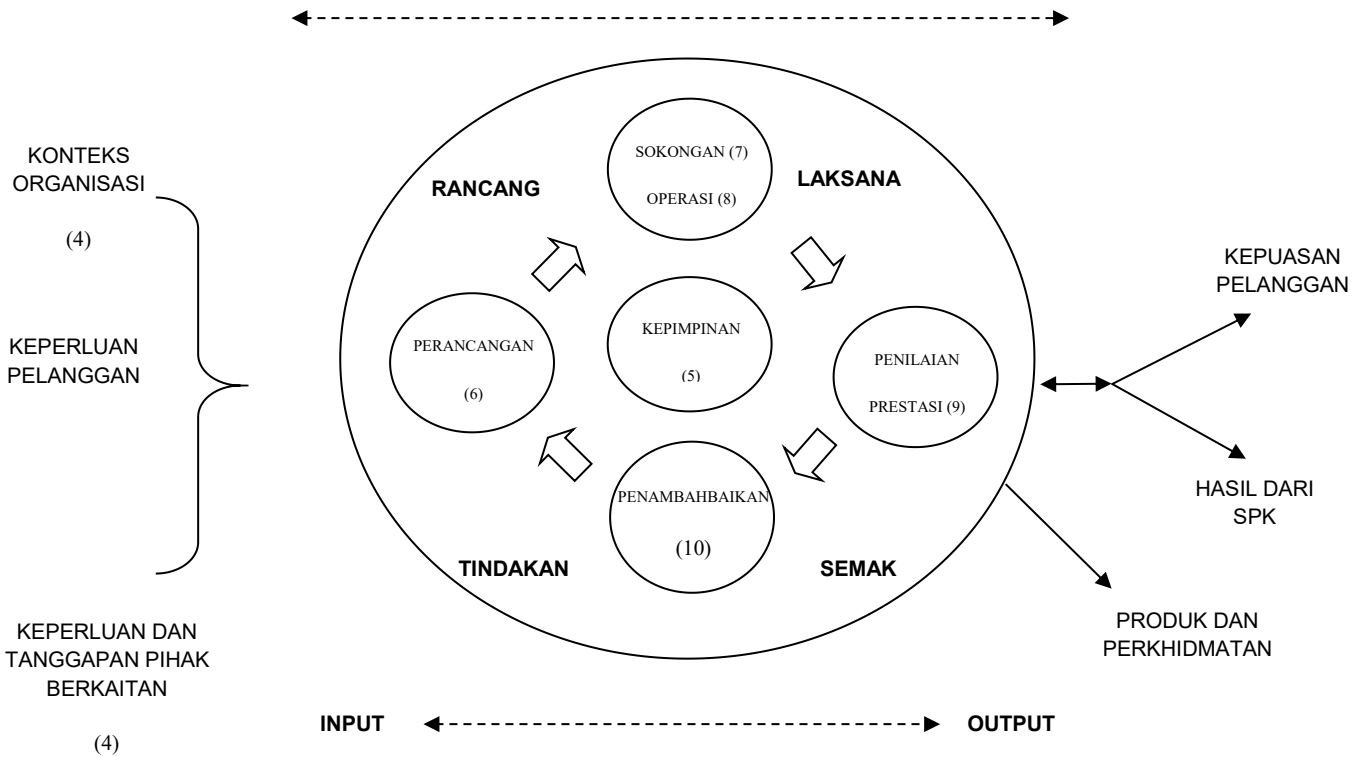 KONTEKS
ORGANISASI
(4)
KEPERLUAN
PELANGGAN
KEPERLUAN DAN
TANGGAPAN PIHAK
BERKAITAN
(4)
RANCANG
SOKONGAN (7)
OPERASI (8)
LAKSANA
PERANCANGAN
(6)
KEPIMPINAN
(5)
PENILAIAN
PRESTASI (9)
PENAMBAHBAIKAN
(10)
TINDAKAN
SEMAK
KEPUASAN
PELANGGAN
HASIL DARI
SPK
PRODUK DAN
PERKHIDMATAN
INPUT
OUTPUT